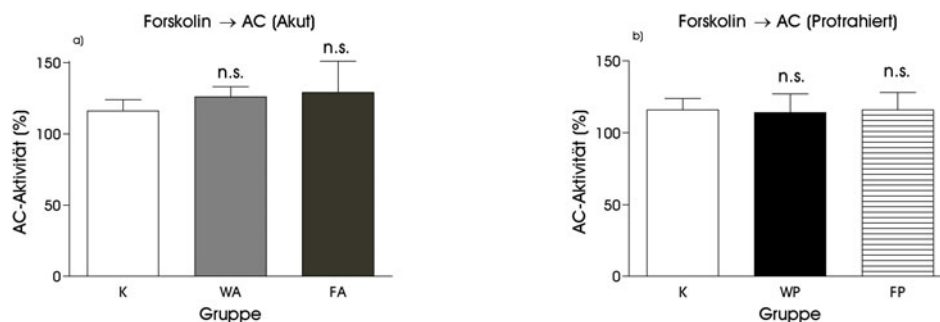 Forskolin → AC (Akut)
a)
n.s.
n.s.
150
100
50
0
AC-Aktivität (%)
K
WA
FA
Gruppe
Forskolin → AC (Protrahiert)
b)
n.s.
n.s.
150
100
50
0
AC-Aktivität (%)
K
WP
FP
Gruppe